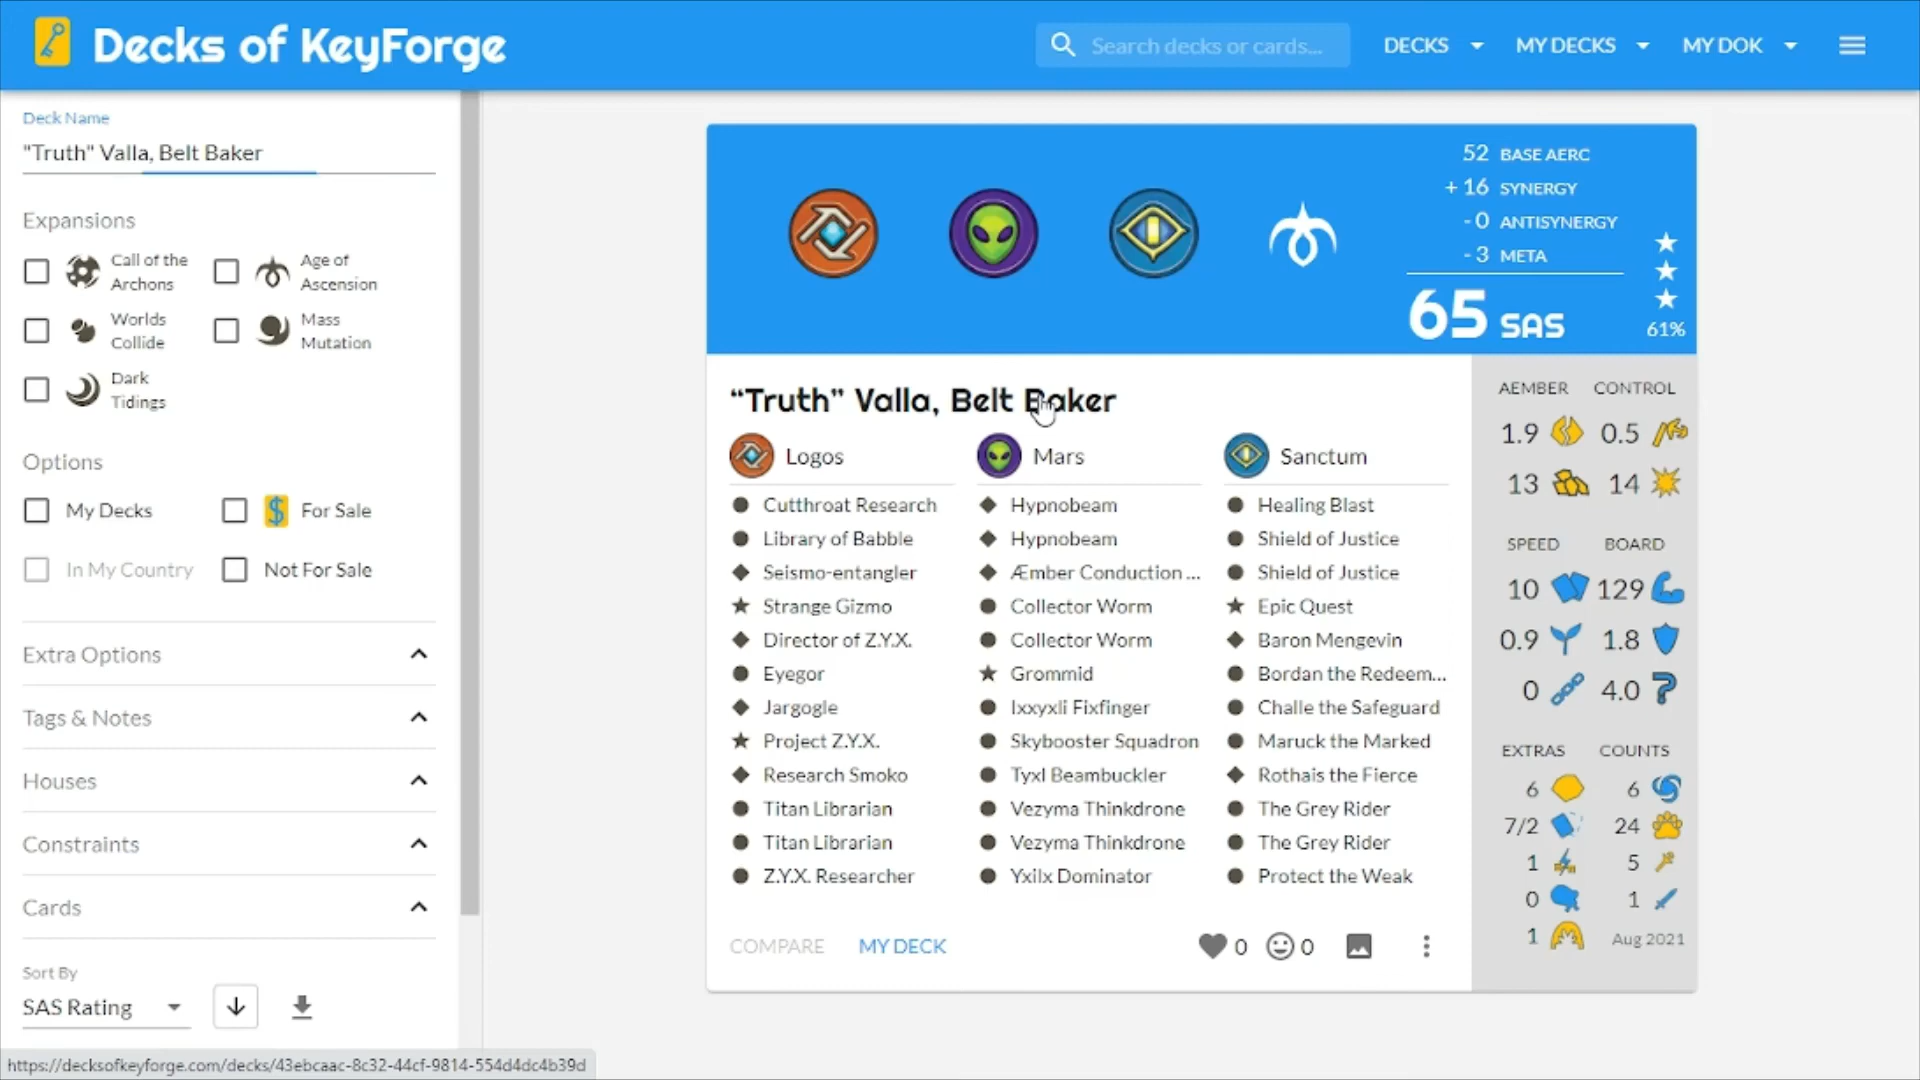 Decks of KeyForge
Search decks or cards...
DECKS
MY DECKS
MY DOK
Deck Name
"Truth" Valla, Belt Baker
Expansions
Call of the
Archons
Age of
Ascension
Worlds
Collide
Mass
Mutation
Dark
Tidings
Options
My Decks
For Sale
In My Country
Not For Sale
Extra Options
Tags & Notes
Houses
Constraints
Cards
Sort By
SAS Rating
https://decksofkeyforge.com/decks/43ebcaac-8c32-44cf-9814-554d4dc4b39d
52 BASE AERC
+ 16 SYNERGY
- 0 ANTISYNERGY
- 3 META
65 SAS
61%
“Truth” Valla, Belt Baker
Logos
Cutthroat Research
Library of Babble
Seismo-entangler
Strange Gizmo
Director of Z.Y.X.
Eyegor
Jargogle
Project Z.Y.X.
Research Smoko
Titan Librarian
Titan Librarian
Z.Y.X. Researcher
Mars
Hypnobeam
Hypnobeam
Æmber Conduction ...
Collector Worm
Collector Worm
Grommid
Ixxyxli Fixfinger
Skybooster Squadron
Tyxl Beambuckler
Vezyma Thinkdrone
Vezyma Thinkdrone
Yxilx Dominator
Sanctum
Healing Blast
Shield of Justice
Shield of Justice
Epic Quest
Baron Mengevin
Bordan the Redeem...
Challe the Safeguard
Maruck the Marked
Rothais the Fierce
The Grey Rider
The Grey Rider
Protect the Weak
COMPARE
MY DECK
0
0
AEMBER CONTROL
1.9 0.5
13 14
SPEED BOARD
10 129
0.9 1.8
0 4.0
EXTRAS COUNTS
6 6
7/2 24
1 5
0 1
1 Aug 2021